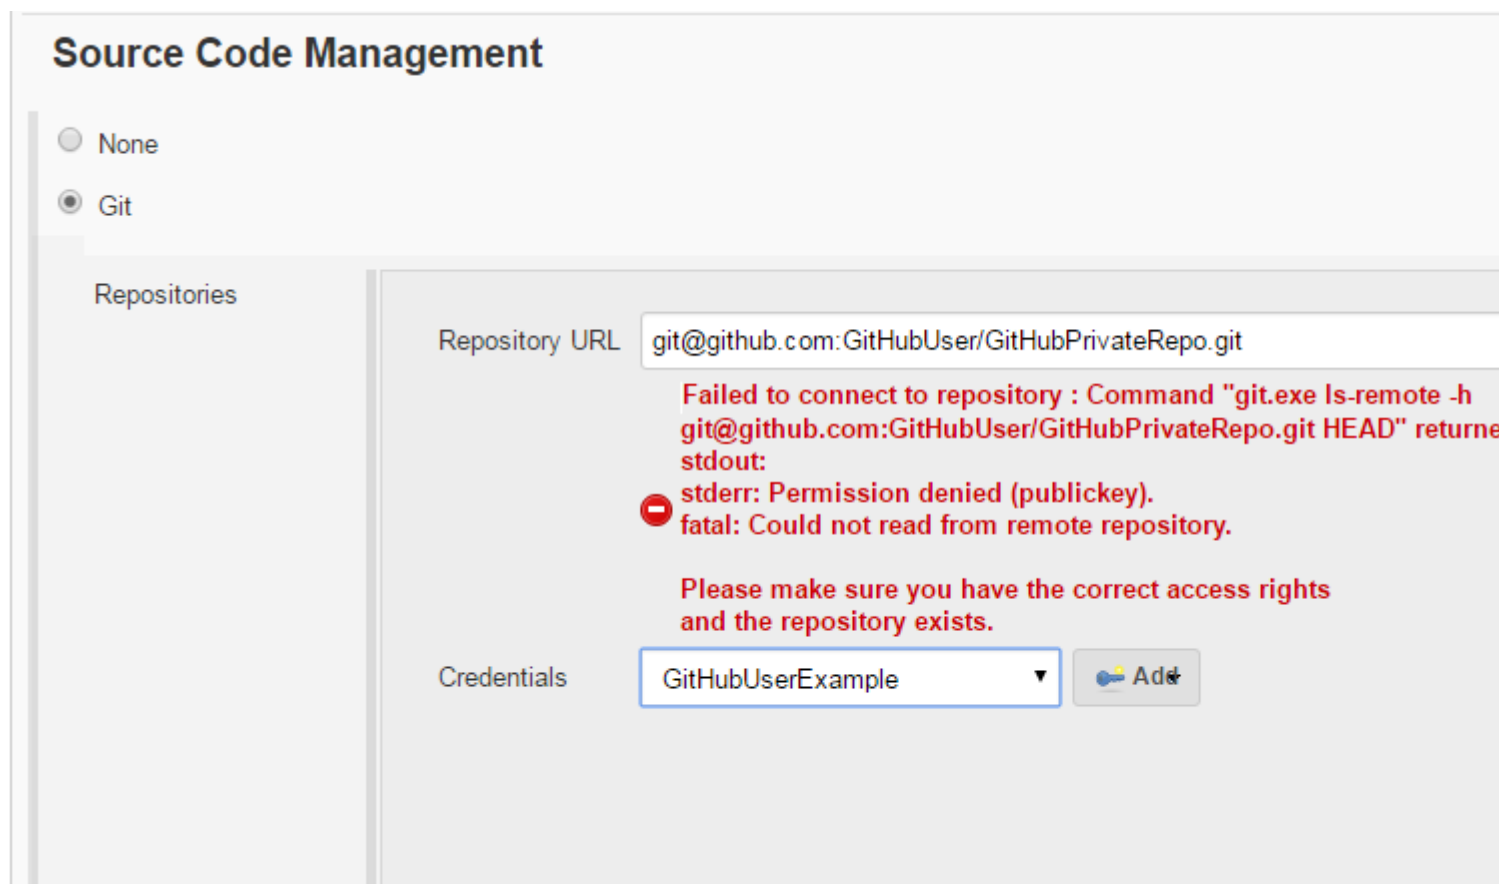 Source Code Management
None
Git
Repositories
Repository URL
git@github.com:GitHubUser/GitHubPrivateRepo.git
Failed to connect to repository : Command "git.exe ls-remote -h
git@github.com:GitHubUser/GitHubPrivateRepo.git HEAD" returne
stdout:
stderr: Permission denied (publickey).
fatal: Could not read from remote repository.
Please make sure you have the correct access rights
and the repository exists.
Credentials
GitHubUserExample
Add